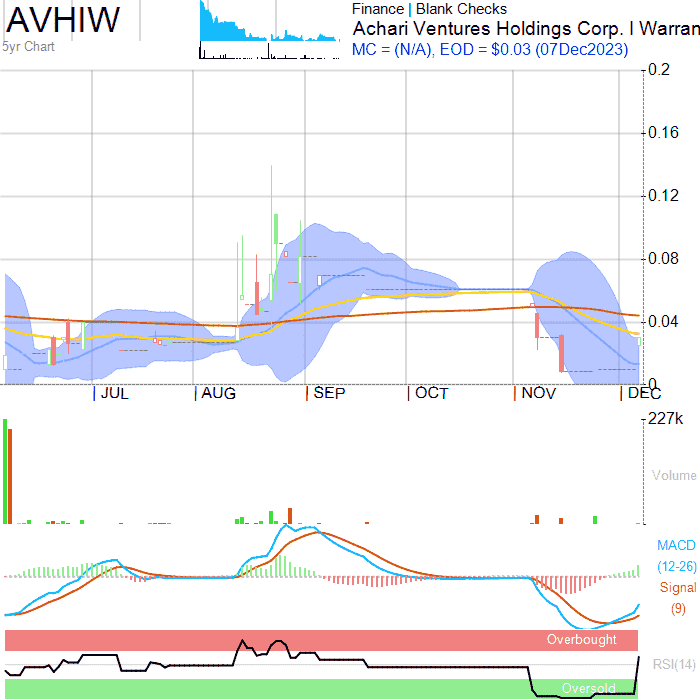 AVHIW
5yr Chart
Finance | Blank Checks
Achari Ventures Holdings Corp. I Warran
MC = (N/A), EOD = $0.03 (07Dec2023)
0.2
0.16
0.12
0.08
0.04
0
JUL AUG SEP OCT NOV DEC
227k
Volume
MACD
(12-26)
Signal
(9)
Overbought
RSI(14)
Oversold